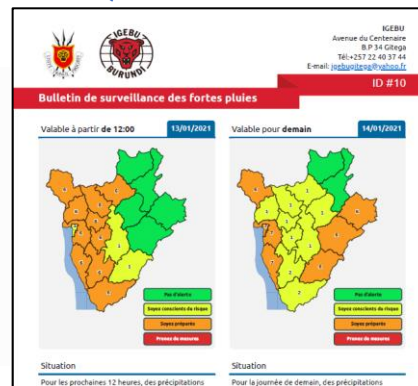 IGEBU
Avenue du Centenaire
B.P 34 Gitega
Tél:+257 22 40 37 44
E-mail: igebugitega@yahoo.fr
IGEBU
BURUNDI
ID #10
Bulletin de surveillance des fortes pluies
Valable à partir de 12:00
13/01/2021
Valable pour demain
14/01/2021
Pas d'alerte
Soyez conscients du risque
Soyez préparés
Prenez de mesures
Pas d'alerte
Soyez conscients du risque
Soyez préparés
Prenez de mesures
Situation
Situation
Pour les prochaines 12 heures, des précipitations
Pour la journée de demain, des précipitations